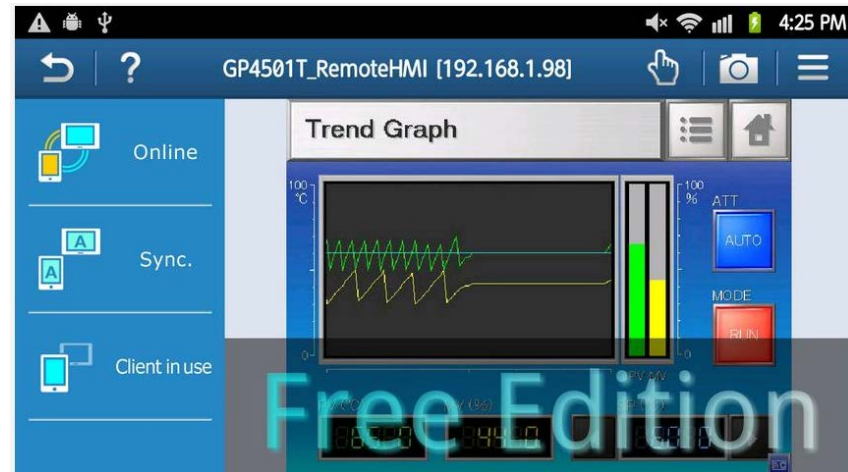 4:25 PM
GP4501T_RemoteHMI [192.168.1.98]
?
Online
A
A
Sync.
Client in use
Trend Graph
100
℃
0
100
%
0
ATT
AUTO
MODE
RUN
PV MV
Free Edition